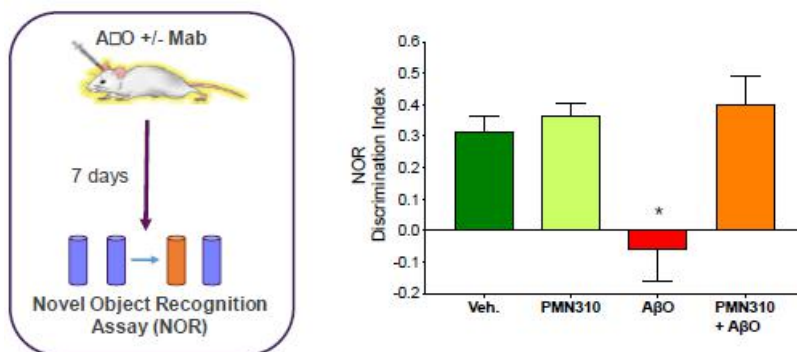 A□O +/- Mab
7 days
Novel Object Recognition
Assay (NOR)
NOR
Discrimination Index
0.6
0.5
0.4
0.3
0.2
0.1
0.0
-0.1
-0.2
*
Veh.
PMN310
AβO
PMN310
+ AβO